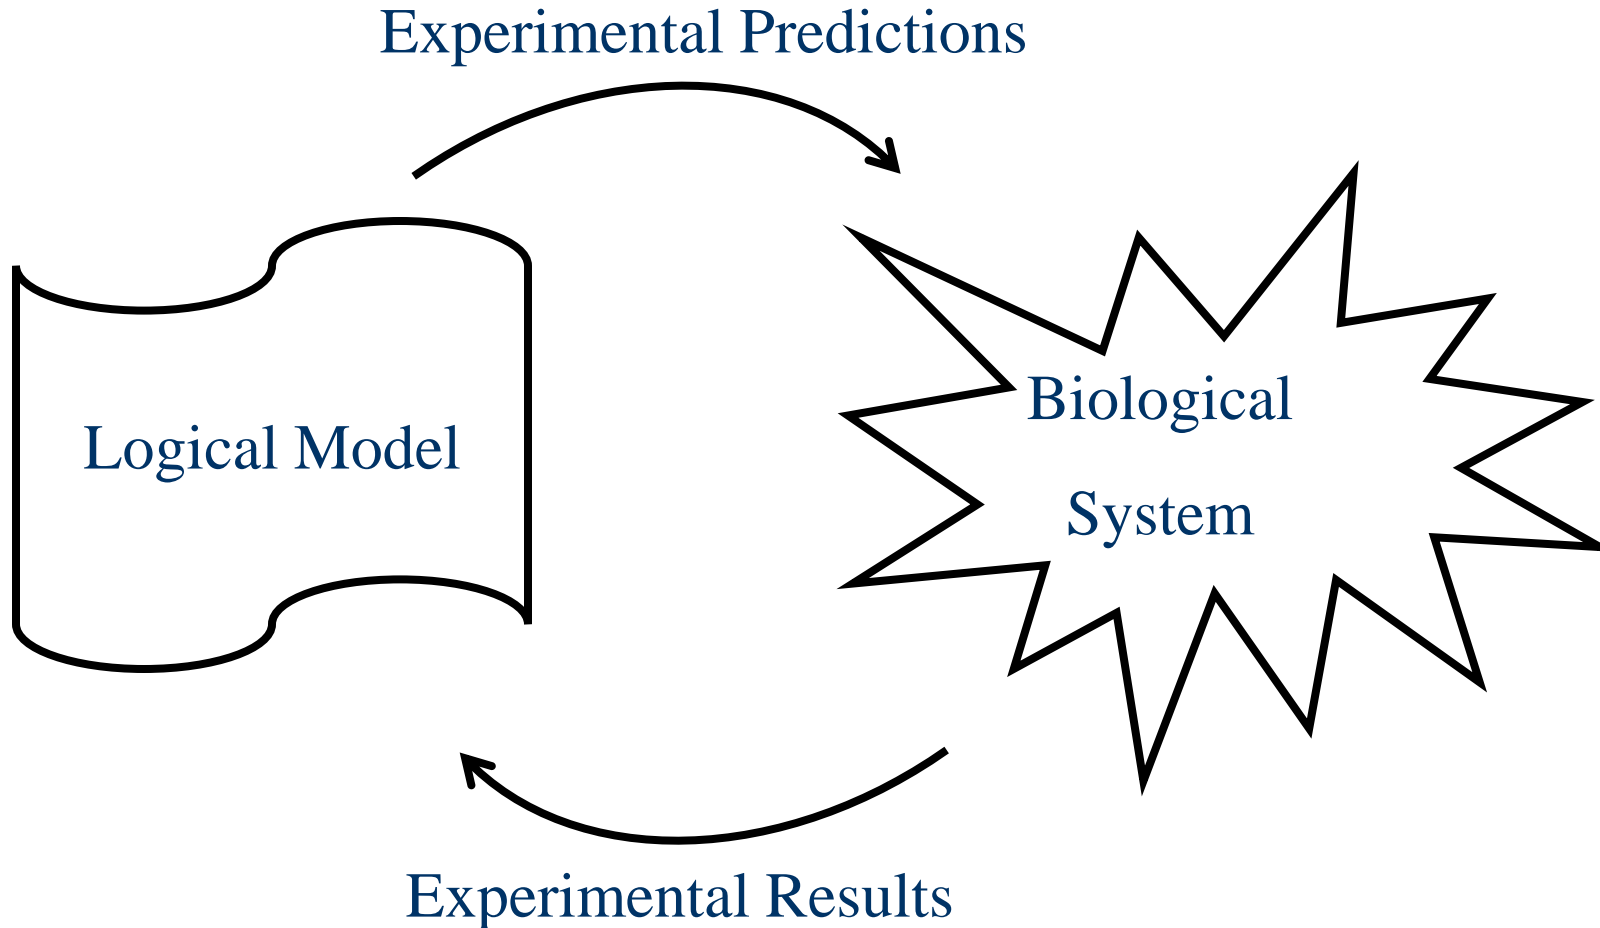 Experimental Predictions
Logical Model
Biological
System
Experimental Results